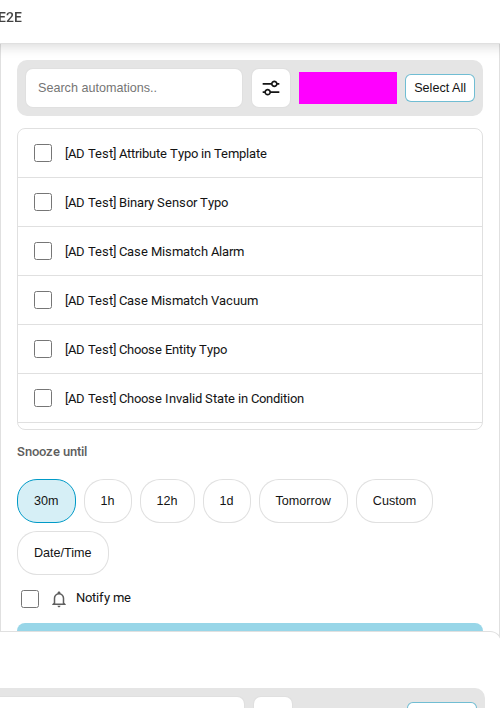 E2E
Search automations.. Select All
[AD Test] Attribute Typo in Template
[AD Test] Binary Sensor Typo
[AD Test] Case Mismatch Alarm
[AD Test] Case Mismatch Vacuum
[AD Test] Choose Entity Typo
[AD Test] Choose Invalid State in Condition
Snooze until
30m 1h 12h 1d Tomorrow Custom
Date/Time
Notify me